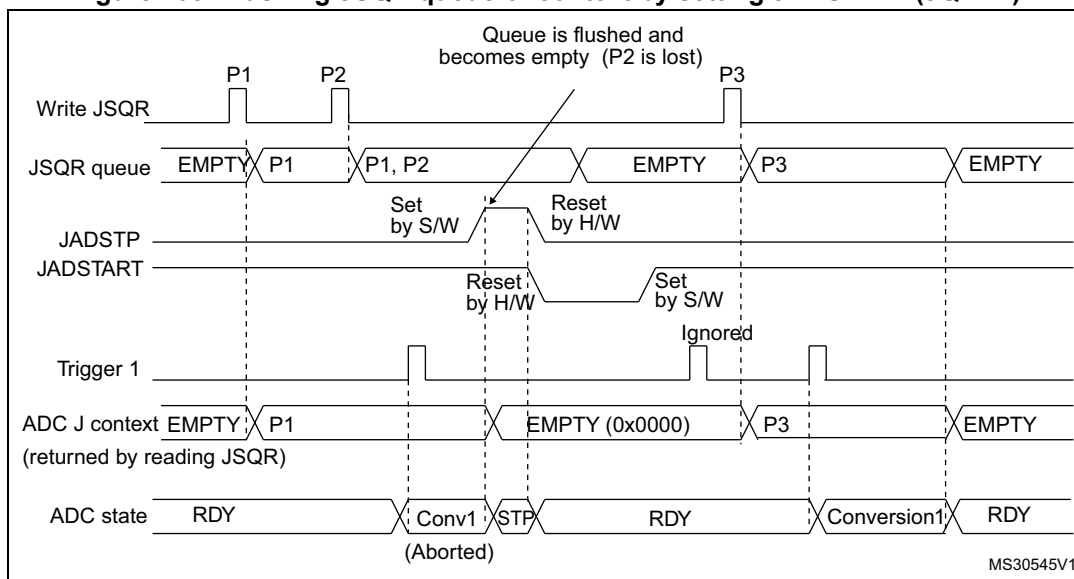 Queue is flushed and
becomes empty (P2 is lost)
P1
P2
P3
Write JSQR
JSQR queue
EMPTY
P1
P1, P2
EMPTY
P3
EMPTY
Set
by S/W
Reset
by H/W
JADSTP
JADSTART
Reset
by H/W
Set
by S/W
Ignored
Trigger 1
ADC J context
(returned by reading JSQR)
EMPTY
P1
EMPTY (0x0000)
P3
EMPTY
ADC state
RDY
Conv1
(Aborted)
STP
RDY
Conversion1
RDY
MS30545V1